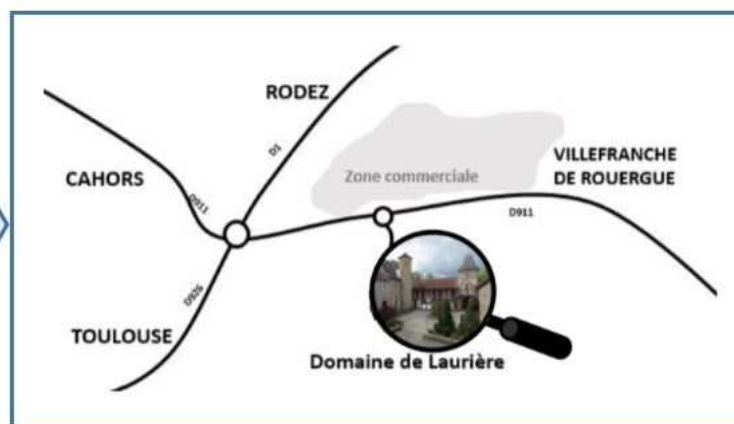 RODEZ
D1
CAHORS
D911
Zone commerciale
VILLEFRANCHE
DE ROUERGUE
D911
D926
TOULOUSE
Domaine de Laurière